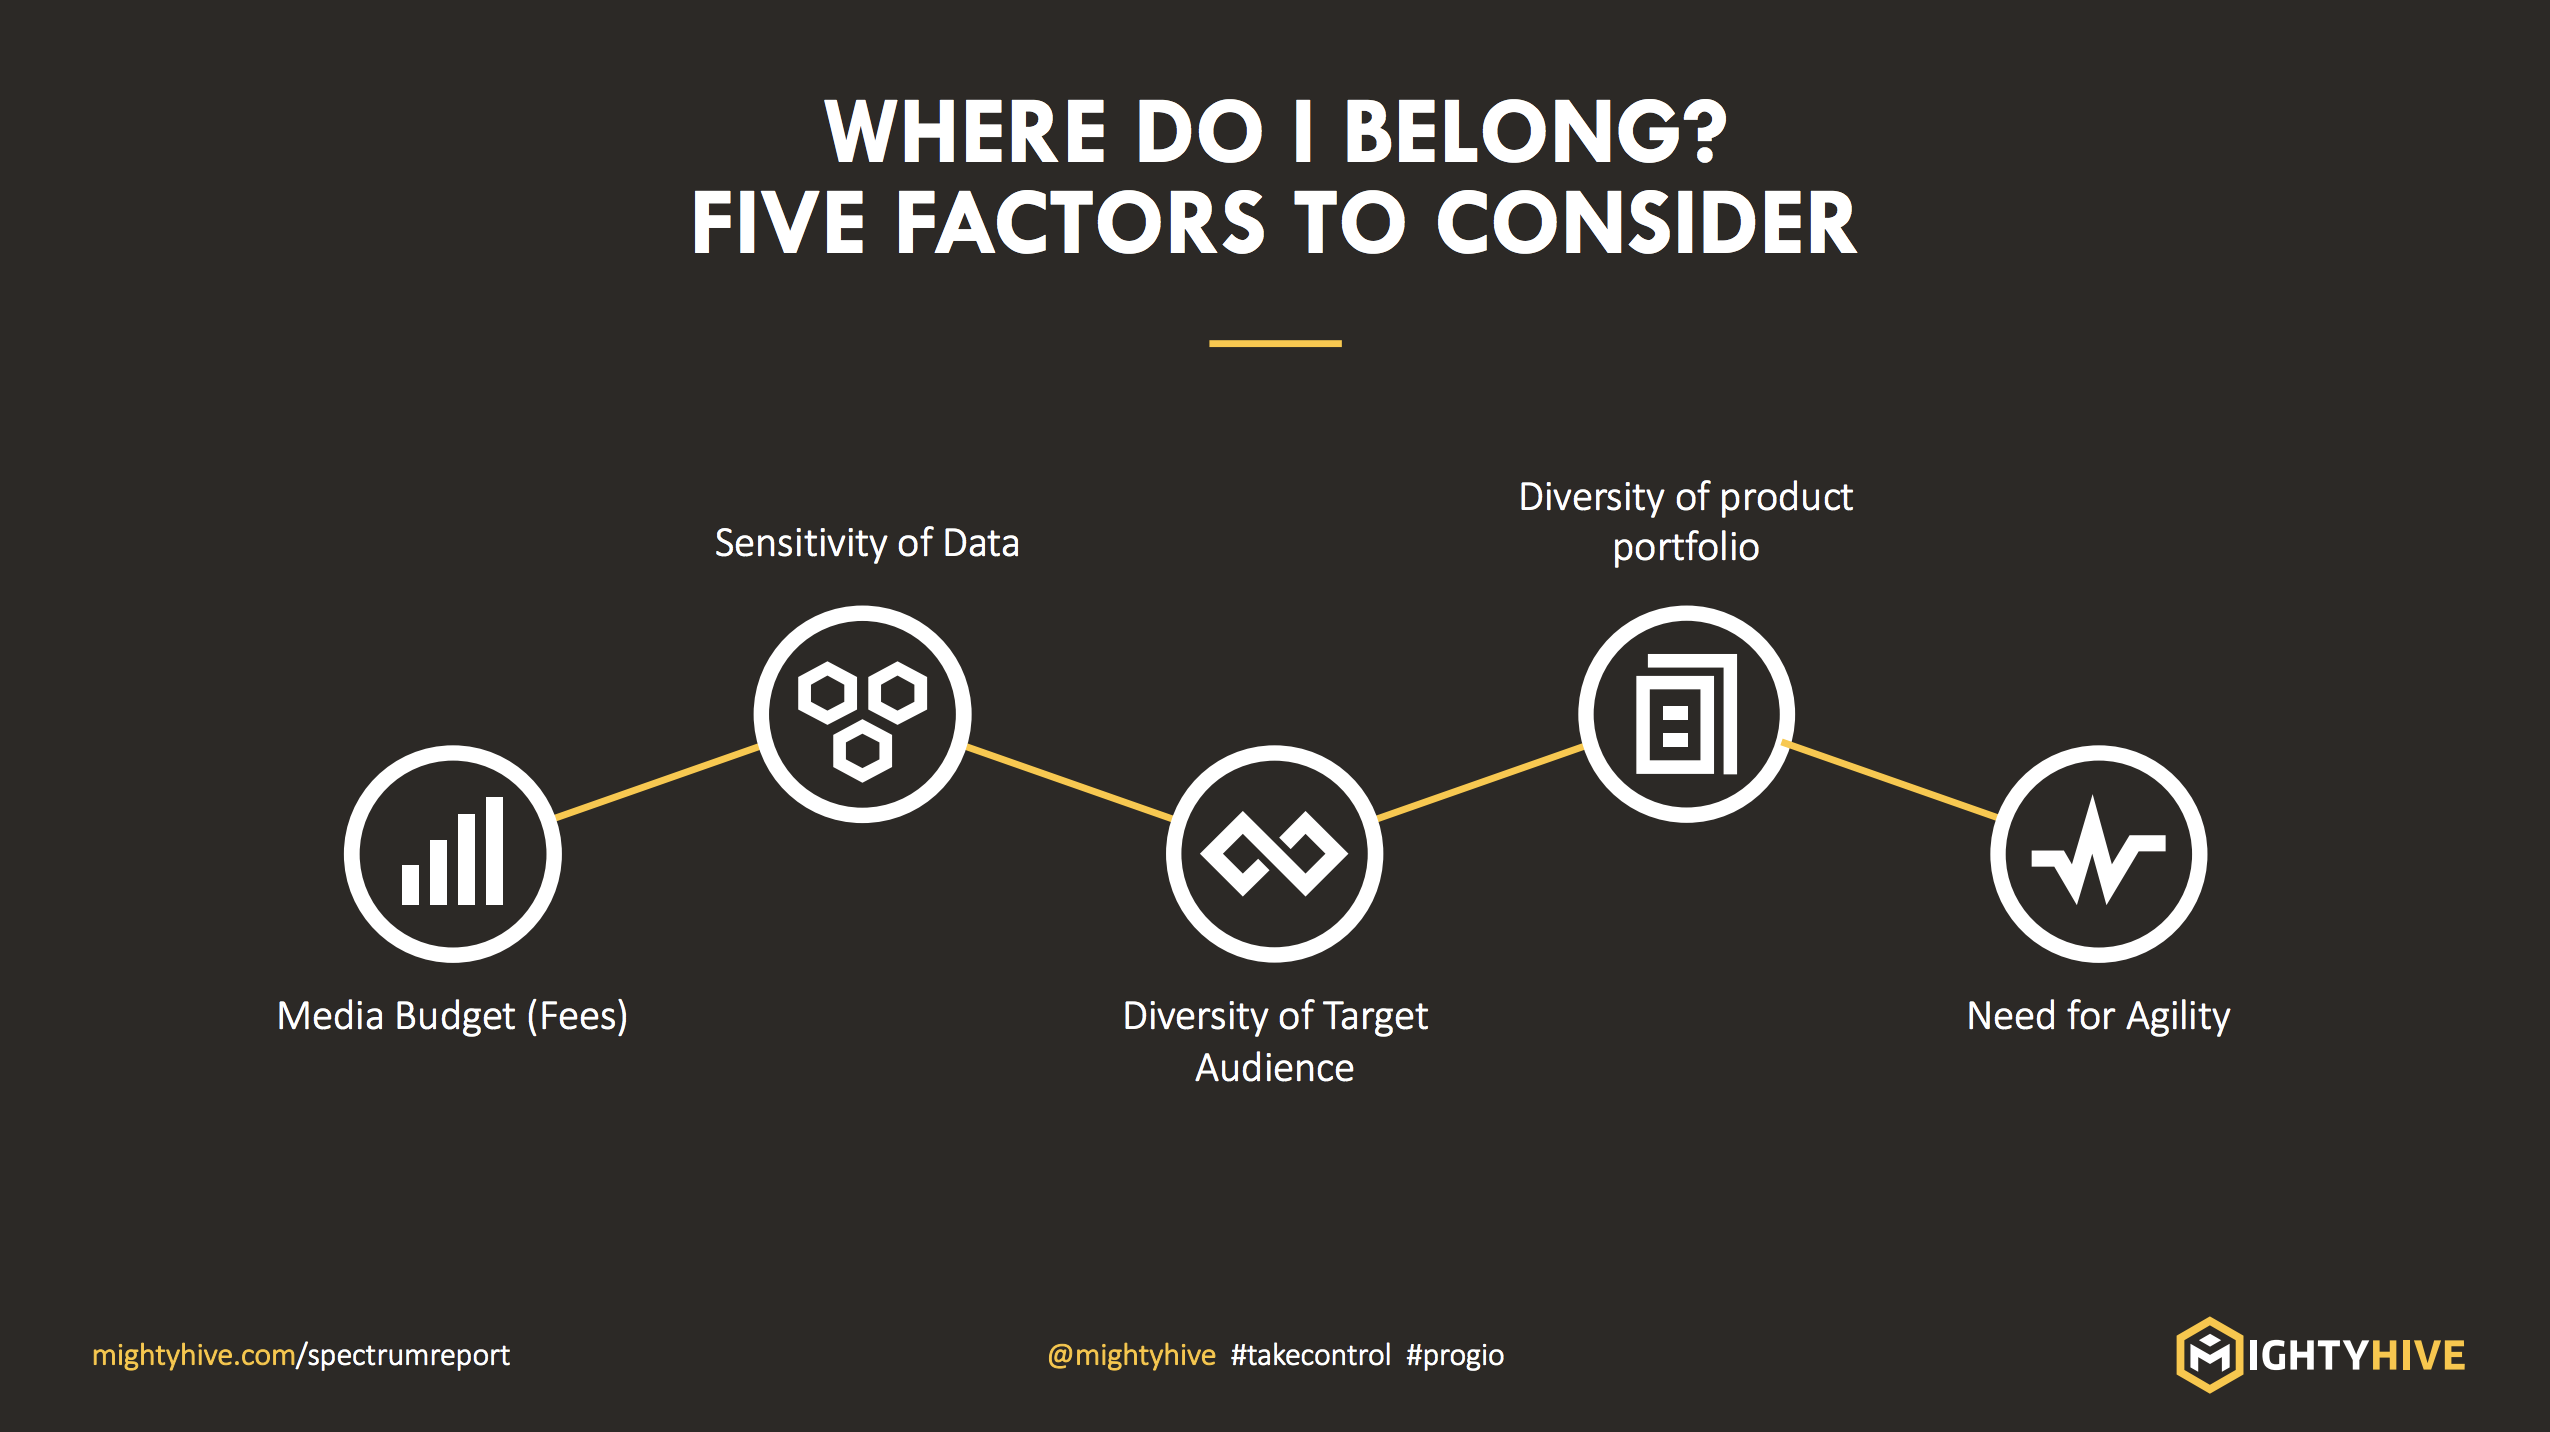 WHERE DO I BELONG?
FIVE FACTORS TO CONSIDER
Sensitivity of Data
Diversity of product
portfolio
Media Budget (Fees)
Diversity of Target
Audience
Need for Agility
mightyhive.com/spectrumreport
@mightyhive #takecontrol #progio
MIGHTYHIVE